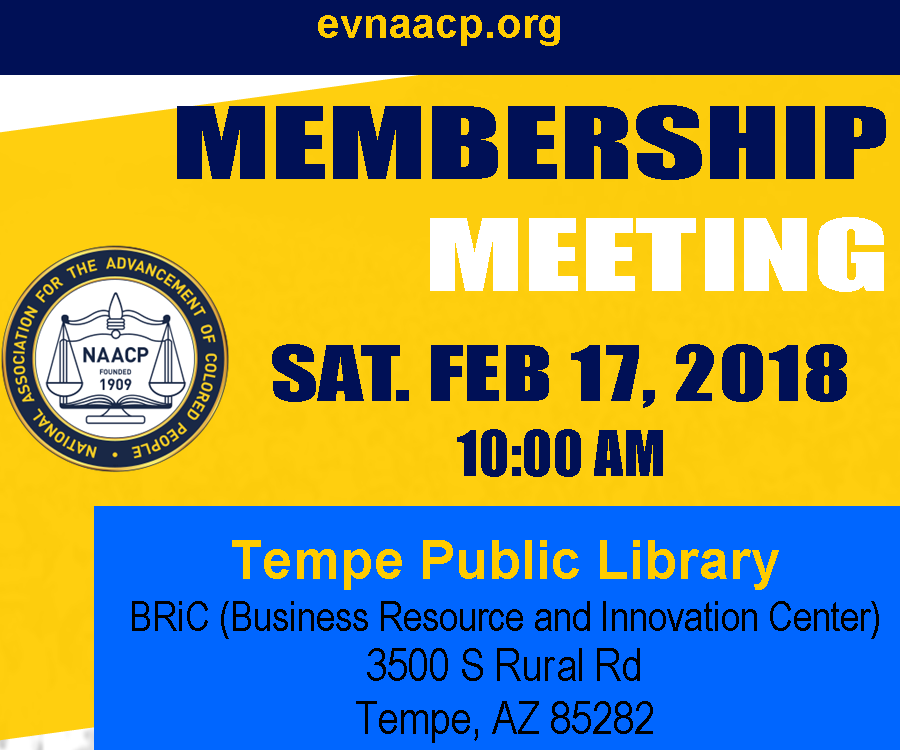 evnaacp.org
MEMBERSHIP
MEETING
NATIONAL ASSOCIATION FOR THE ADVANCEMENT OF COLORED PEOPLE •
NAACP
FOUNDED
1909
SAT. FEB 17, 2018
10:00 AM
Tempe Public Library
BRiC (Business Resource and Innovation Center)
3500 S Rural Rd
Tempe, AZ 85282